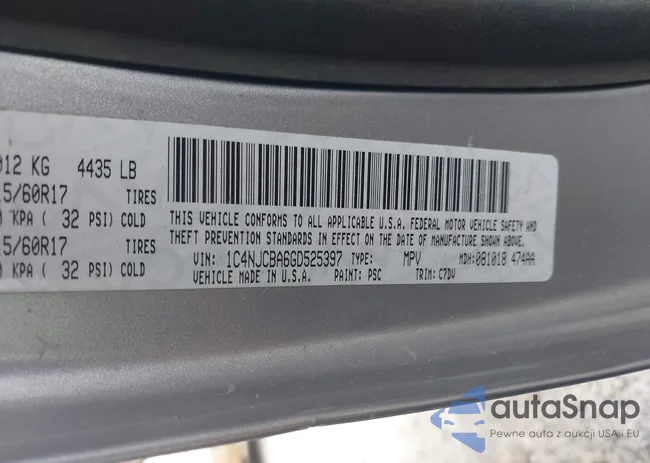 012 KG 4435 LB
5/60R17 TIRES
KPA ( 32 PSI) COLD
5/60R17 TIRES
KPA ( 32 PSI) COLD
THIS VEHICLE CONFORMS TO ALL APPLICABLE U.S.A. FEDERAL MOTOR VEHICLE SAFETY AND
THEFT PREVENTION STANDARDS IN EFFECT ON THE DATE OF MANUFACTURE SHOWN ABOVE.
VIN: 1C4NJCBA6GD525397 TYPE: MPV MDH: 081018 474AA
VEHICLE MADE IN U.S.A. PAINT: PSC TRIM: C7DV
autaSnap
Pewne auta z aukcji USA i EU